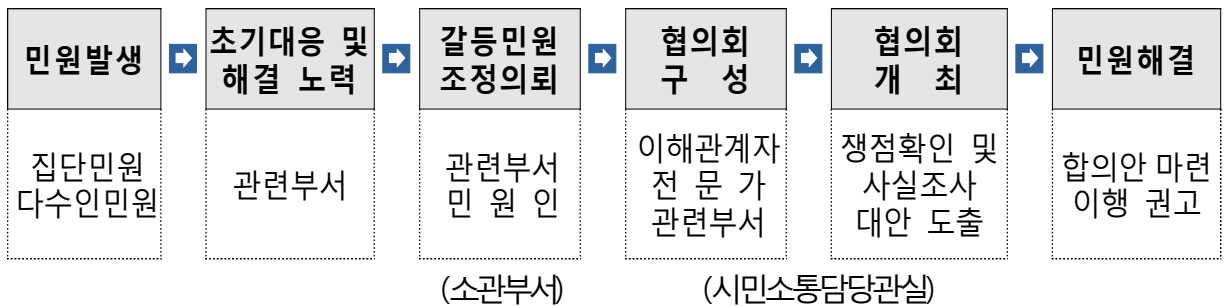 민원발생
초기대응 및
해결 노력
갈등민원
조정의뢰
협의회
구 성
협의회
개 최
민원해결
집단민원
다수인민원
관련부서
관련부서
민 원 인
이해관계자
전 문 가
관련부서
쟁점확인 및
사실조사
대안 도출
합의안 마련
이행 권고
(소관부서)
(시민소통담당관실)